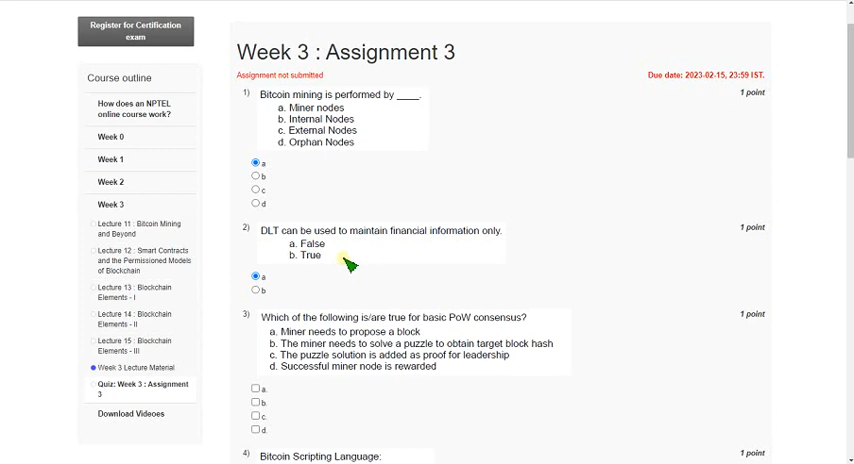 Register for Certification
exam
Course outline
How does an NPTEL
online course work?
Week 0
Week 1
Week 2
Week 3
Lecture 11 : Bitcoin Mining
and Beyond
Lecture 12 : Smart Contracts
and the Permissioned Models
of Blockchain
Lecture 13 : Blockchain
Elements - I
Lecture 14 : Blockchain
Elements - II
Lecture 15 : Blockchain
Elements - III
Week 3 Lecture Material
Quiz: Week 3 : Assignment
3
Download Videoes
Week 3 : Assignment 3
Assignment not submitted
Due date: 2023-02-15, 23:59 IST.
1) Bitcoin mining is performed by ____. 1 point
a. Miner nodes
b. Internal Nodes
c. External Nodes
d. Orphan Nodes
a
b
c
d
2) DLT can be used to maintain financial information only. 1 point
a. False
b. True
a
b
3) Which of the following is/are true for basic PoW consensus? 1 point
a. Miner needs to propose a block
b. The miner needs to solve a puzzle to obtain target block hash
c. The puzzle solution is added as proof for leadership
d. Successful miner node is rewarded
a.
b.
c.
d.
4) Bitcoin Scripting Language: 1 point